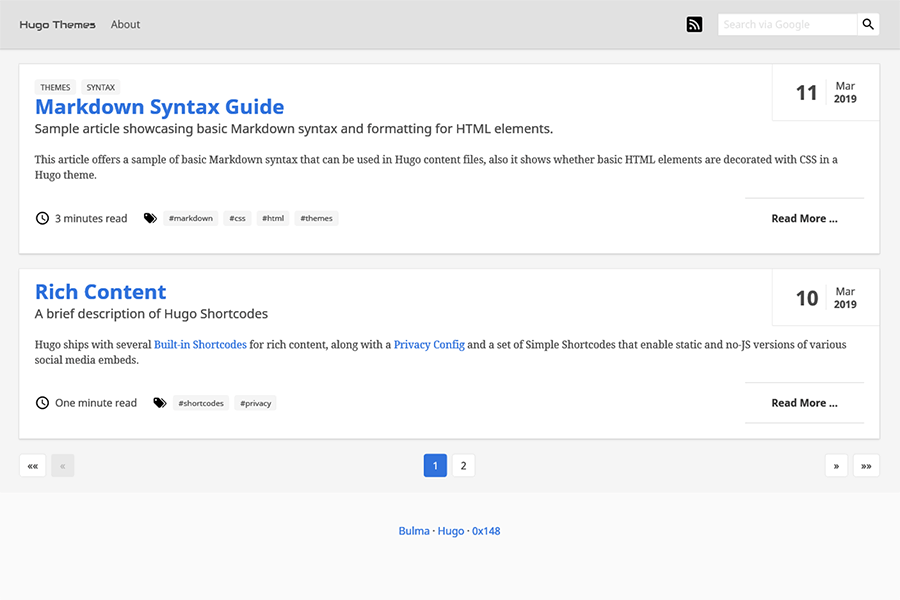 Hugo Themes About Search via Google
THEMES SYNTAX
Markdown Syntax Guide
Sample article showcasing basic Markdown syntax and formatting for HTML elements.
11 Mar 2019
This article offers a sample of basic Markdown syntax that can be used in Hugo content files, also it shows whether basic HTML elements are decorated with CSS in a
Hugo theme.
3 minutes read #markdown #css #html #themes Read More ...
Rich Content
A brief description of Hugo Shortcodes
10 Mar 2019
Hugo ships with several Built-in Shortcodes for rich content, along with a Privacy Config and a set of Simple Shortcodes that enable static and no-JS versions of various
social media embeds.
One minute read #shortcodes #privacy Read More ...
«« « 1 2 » »»
Bulma · Hugo · 0x148